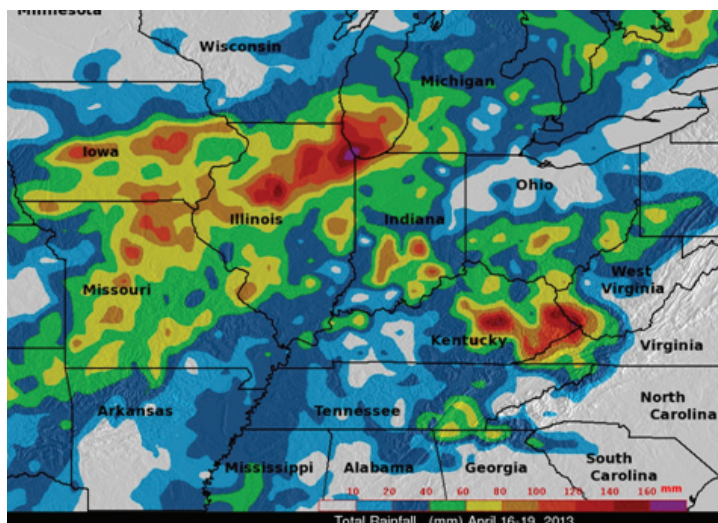 Minnesota
Wisconsin
Michigan
Iowa
Ohio
Illinois
Indiana
West
Virginia
Missouri
Kentucky
Virginia
North
Carolina
Arkansas
Tennessee
South
Carolina
Mississippi
Alabama
Georgia
10 20 40 60 80 100 120 140 160 mm
Total Rainfall (mm) April 16-19, 2013